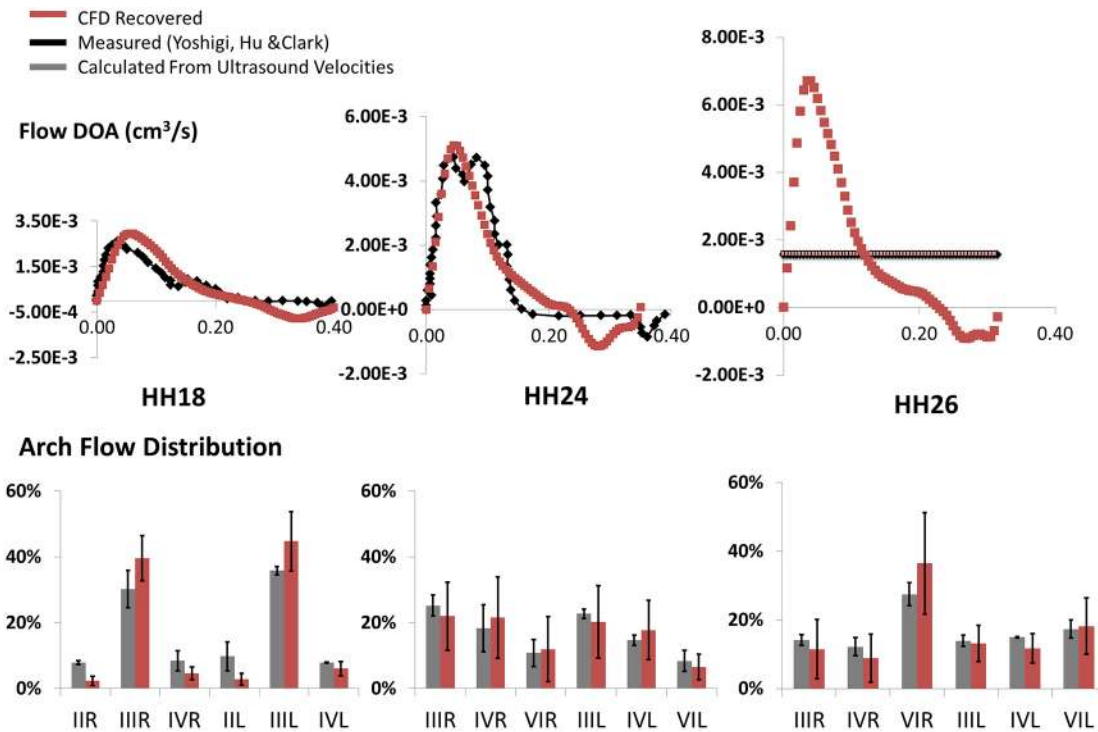 CFD Recovered
Measured (Yoshigi, Hu &Clark)
Calculated From Ultrasound Velocities
Flow DOA (cm³/s)
3.50E-3
1.50E-3
-5.00E-4
-2.50E-3
0.00
0.20
0.40
HH18
6.00E-3
4.00E-3
2.00E-3
0.00E+0
-2.00E-3
0.00
0.20
0.40
HH24
8.00E-3
6.00E-3
4.00E-3
2.00E-3
0.00E+0
-2.00E-3
0.00
0.20
0.40
HH26
Arch Flow Distribution
60%
40%
20%
0%
IIR IIIR IVR IIL IIIL IVL
60%
40%
20%
0%
IIIR IVR VIR IIIL IVL VIL
60%
40%
20%
0%
IIIR IVR VIR IIIL IVL VIL